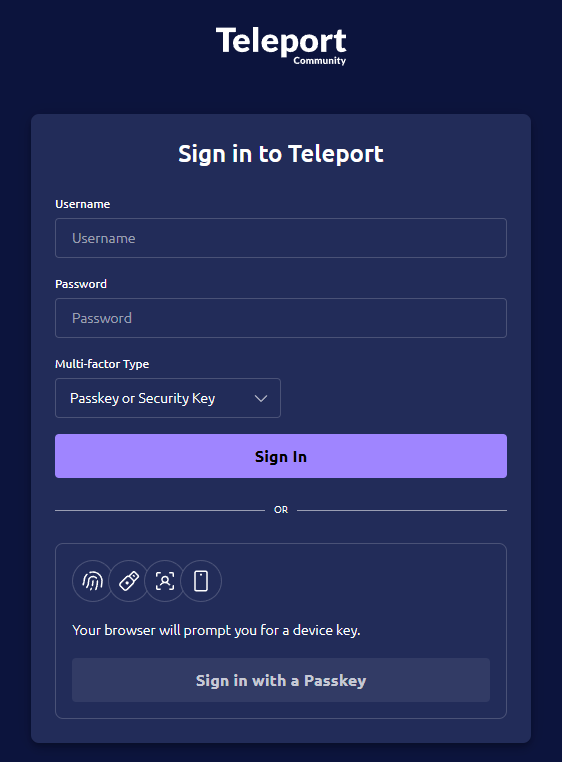 Teleport
Community
Sign in to Teleport
Username
Username
Password
Password
Multi-factor Type
Passkey or Security Key
Sign In
OR
Your browser will prompt you for a device key.
Sign in with a Passkey